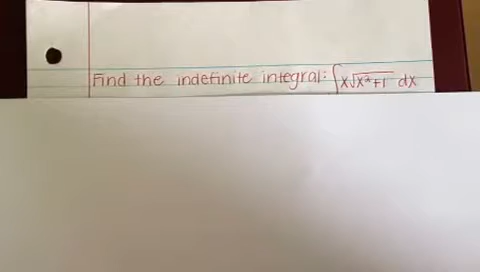 Find the indefinite integral: ∫x√(x²+1) dx